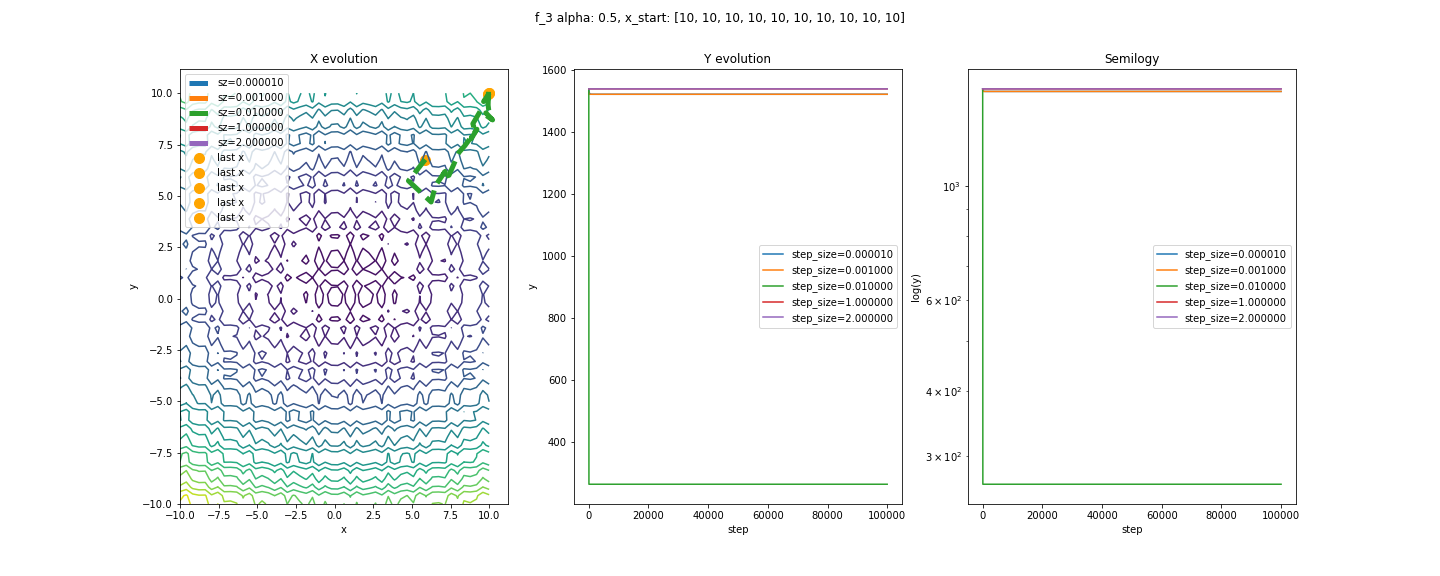 f_3 alpha: 0.5, x_start: [10, 10, 10, 10, 10, 10, 10, 10, 10, 10]
X evolution
sz=0.000010
sz=0.001000
sz=0.010000
sz=1.000000
sz=2.000000
last x
last x
last x
last x
last x
10.0
7.5
5.0
2.5
0.0
−2.5
−5.0
−7.5
−10.0
y
−10.0 −7.5 −5.0 −2.5 0.0 2.5 5.0 7.5 10.0
x
Y evolution
1600
1400
1200
1000
800
600
400
y
step_size=0.000010
step_size=0.001000
step_size=0.010000
step_size=1.000000
step_size=2.000000
0 20000 40000 60000 80000 100000
step
Semilogy
10³
6 × 10²
4 × 10²
3 × 10²
log(y)
step_size=0.000010
step_size=0.001000
step_size=0.010000
step_size=1.000000
step_size=2.000000
0 20000 40000 60000 80000 100000
step